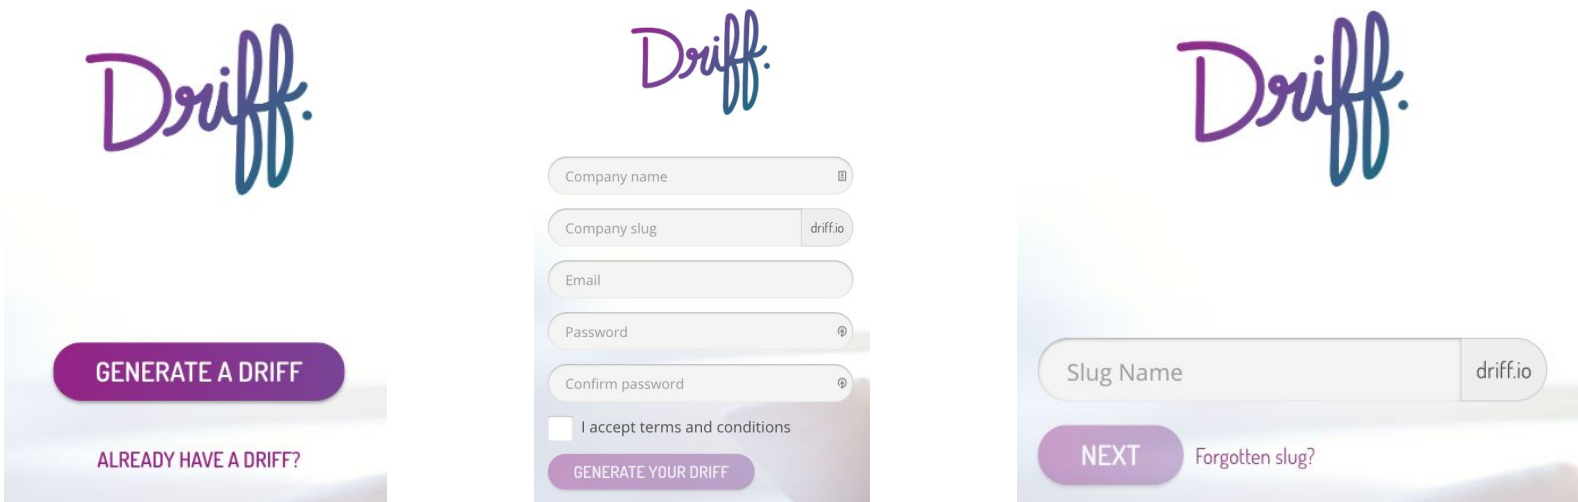 Driff.
GENERATE A DRIFF
ALREADY HAVE A DRIFF?
Driff.
Company name
Company slug driff.io
Email
Password
Confirm password
I accept terms and conditions
GENERATE YOUR DRIFF
Driff.
Slug Name driff.io
NEXT Forgotten slug?